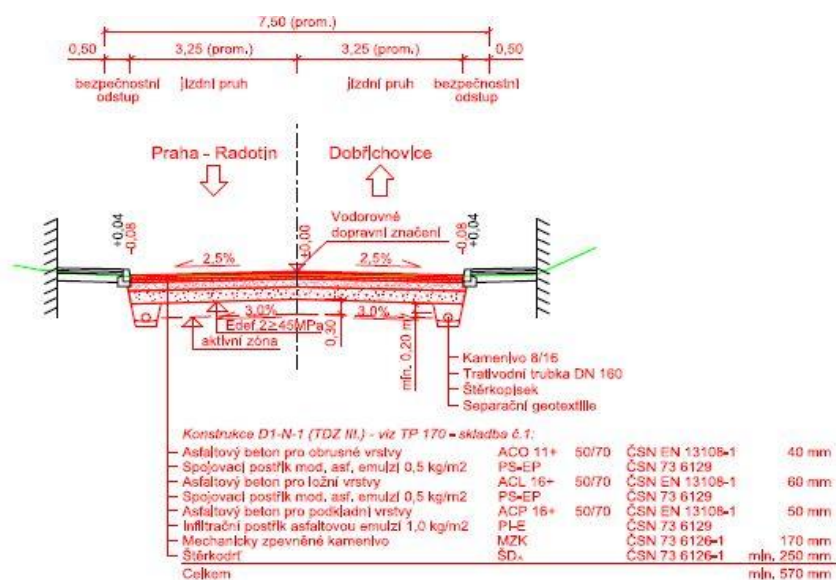 7,50 (prom.)
0,50 3,25 (prom.) 3,25 (prom.) 0,50
bezpečnostní odstup jízdní pruh jízdní pruh bezpečnostní odstup
Praha - Radotín Dobřichovice
Vodorovné
dopravní značení
+0,04
-0,08
±0,00
-0,08
+0,04
2,5% 2,5%
3,0% 3,0%
Edef 2≥45MPa
aktivní zóna
0,30
min. 0,20 m
Kamenivo 8/16
Trativodní trubka DN 160
Štěrkopísek
Separační geotextilie
Konstrukce D1-N-1 (TDZ III.) - viz TP 170 - skladba č.1:
Asfaltový beton pro obrusné vrstvy ACO 11+ 50/70 ČSN EN 13108-1 40 mm
Spojovací postřik mod. asf. emulzí 0,5 kg/m2 PS-EP ČSN 73 6129
Asfaltový beton pro ložní vrstvy ACL 16+ 50/70 ČSN EN 13108-1 60 mm
Spojovací postřik mod. asf. emulzí 0,5 kg/m2 PS-EP ČSN 73 6129
Asfaltový beton pro podkladní vrstvy ACP 16+ 50/70 ČSN EN 13108-1 50 mm
Infiltrační postřik asfaltovou emulzí 1,0 kg/m2 PI-E ČSN 73 6129
Mechanicky zpevněné kamenivo MZK ČSN 73 6126-1 170 mm
Štěrkodrť ŠDA ČSN 73 6126-1 min. 250 mm
Celkem min. 570 mm